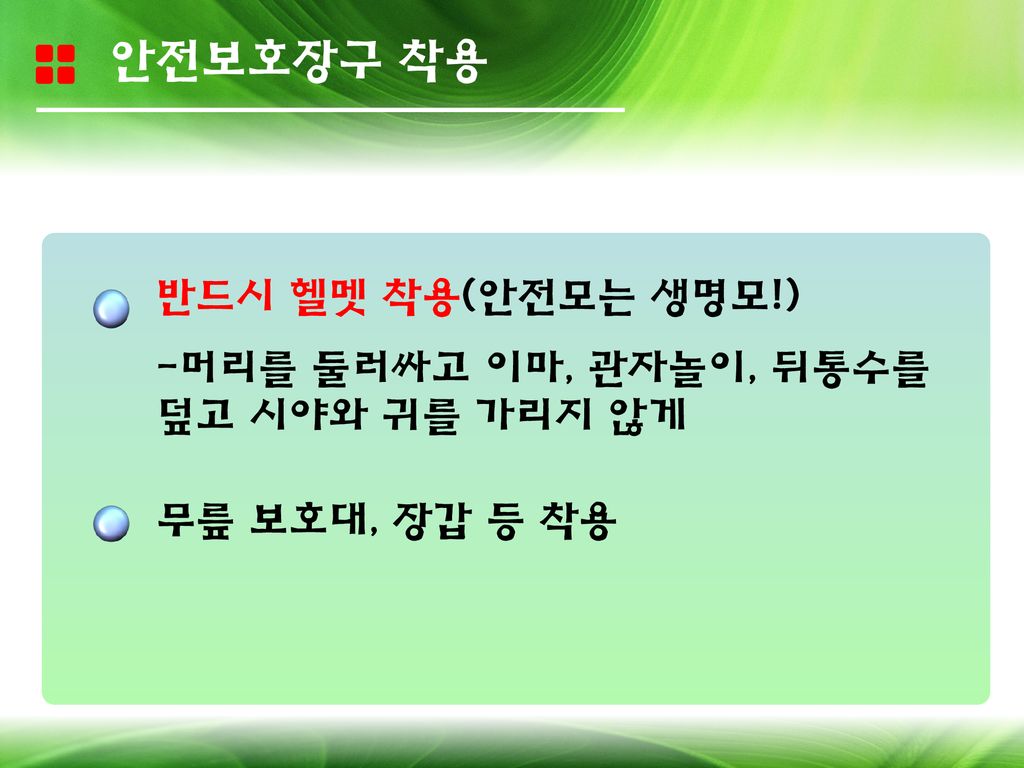 안전보호장구 착용
반드시 헬멧 착용(안전모는 생명모!)
-머리를 둘러싸고 이마, 관자놀이, 뒤통수를
덮고 시야와 귀를 가리지 않게
무릎 보호대, 장갑 등 착용